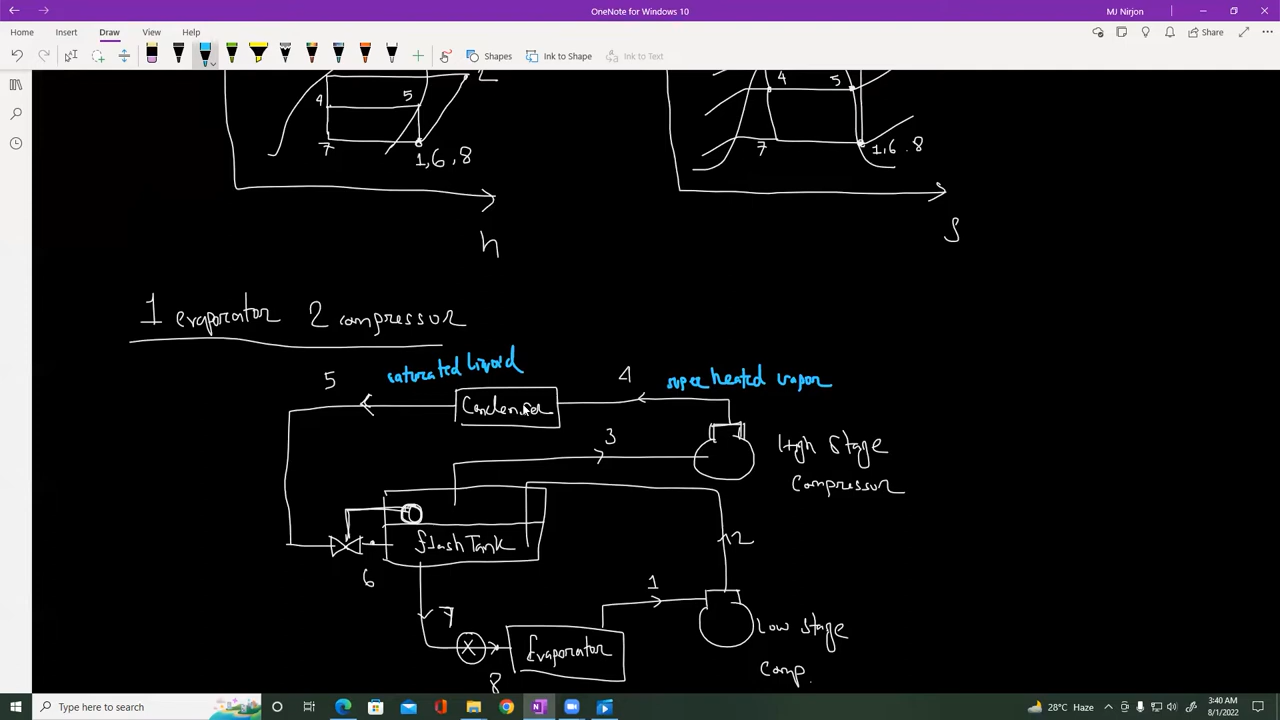 OneNote for Windows 10
MJ Nirjon
Home Insert Draw View Help
Share
Shapes
Ink to Shape
Ink to Text
2
4 5
7
1,6,8
h
4 5
7
1,6.8
S
1 evaporator 2 compressor
5
saturated liquid
4
super heated vapor
Condenser
3
High Stage
compressor
flash Tank
2
6
1
7
Evaporator
Low stage
Comp.
8
Type here to search
28°C Haze
3:40 AM
8/1/2022